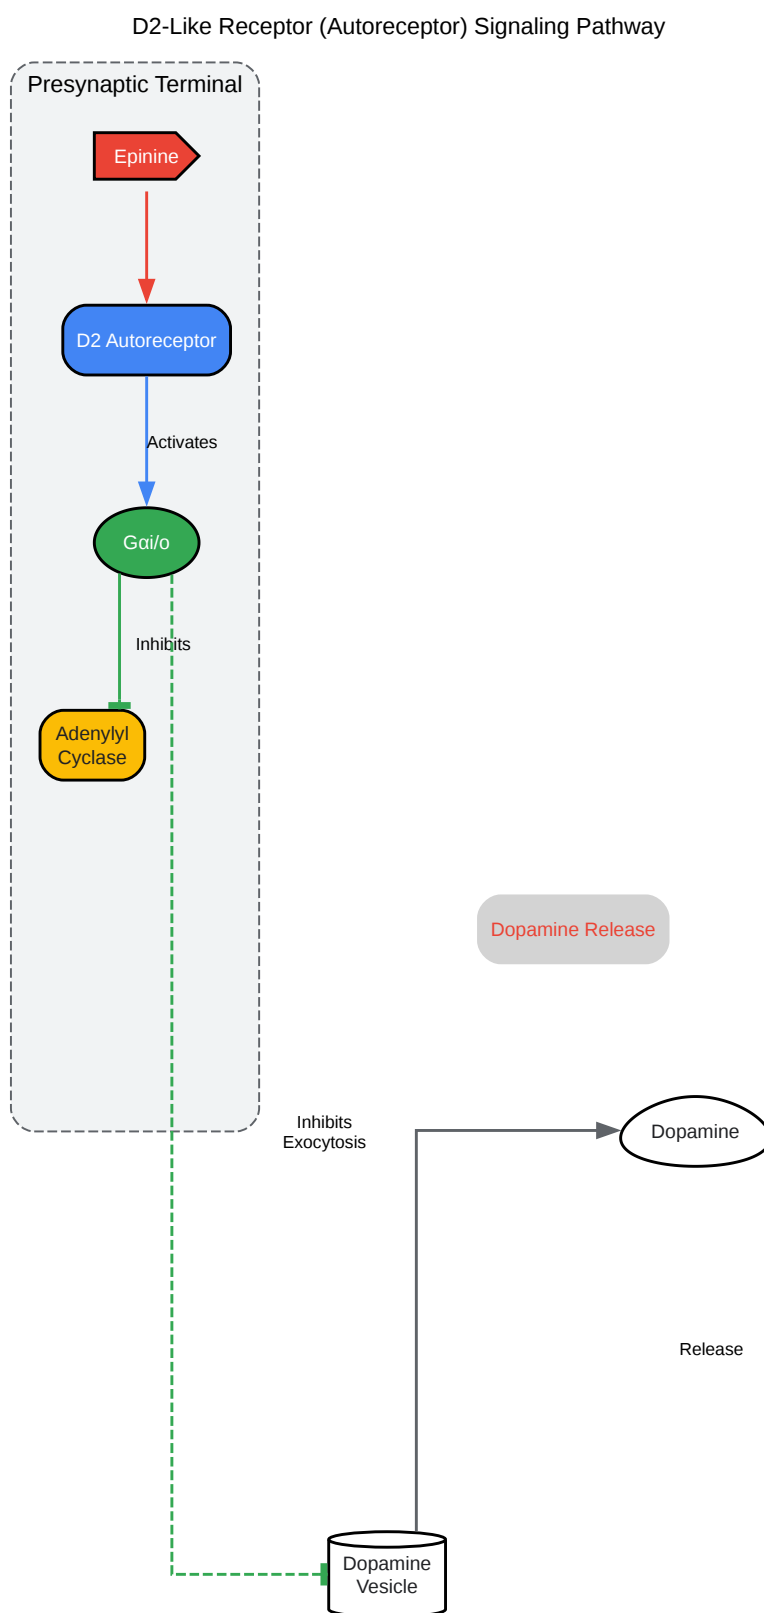 D2-Like Receptor (Autoreceptor) Signaling Pathway
Presynaptic Terminal
Epinine
D2 Autoreceptor
Activates
Gαi/o
Inhibits
Adenylyl
Cyclase
Dopamine Release
Inhibits
Exocytosis
Dopamine
Release
Dopamine
Vesicle